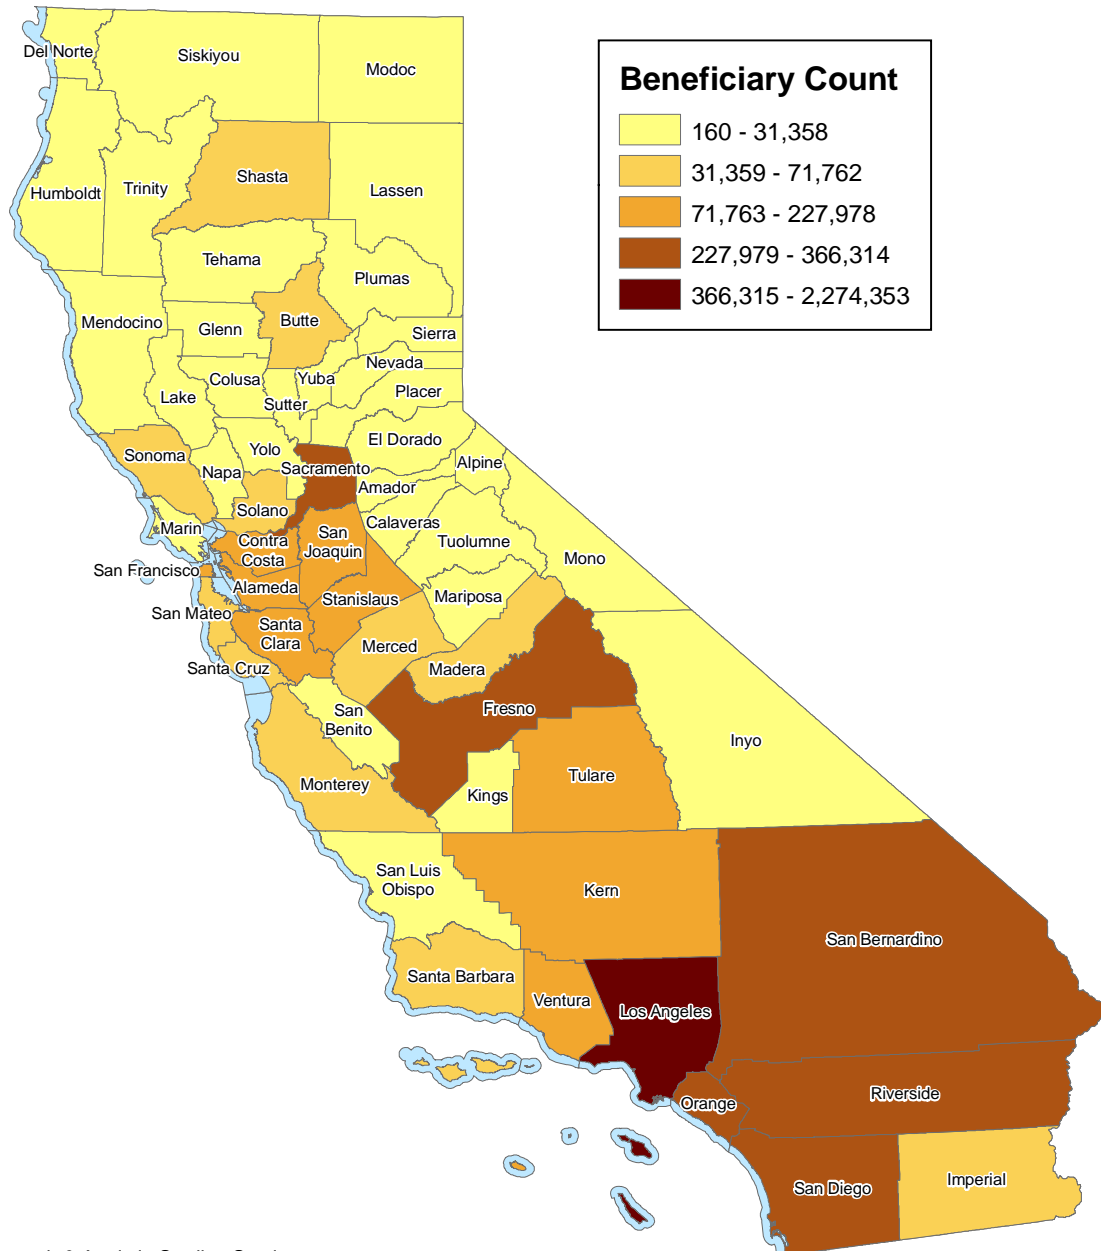 Beneficiary Count
160 - 31,358
31,359 - 71,762
71,763 - 227,978
227,979 - 366,314
366,315 - 2,274,353
Del Norte
Siskiyou
Modoc
Humboldt
Trinity
Shasta
Lassen
Tehama
Plumas
Mendocino
Glenn
Butte
Sierra
Nevada
Colusa
Yuba
Placer
Lake
Sutter
El Dorado
Sonoma
Yolo
Napa
Sacramento
Alpine
Amador
Solano
Marin
Calaveras
Contra
Costa
San
Joaquin
Tuolumne
Mono
San Francisco
Alameda
Stanislaus
Mariposa
San Mateo
Santa
Clara
Merced
Santa Cruz
Madera
San
Benito
Fresno
Inyo
Monterey
Kings
Tulare
San Luis
Obispo
Kern
San Bernardino
Santa Barbara
Ventura
Los Angeles
Orange
Riverside
San Diego
Imperial